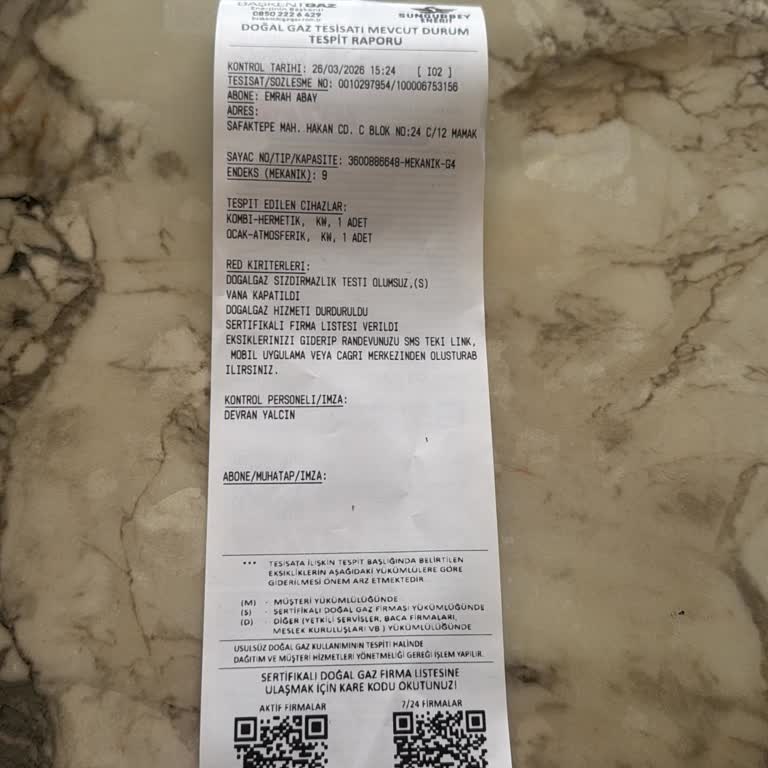 BAŞKENTGAZ
Enerjinin Başkenti
0850 222 6 429
SUNGURBEY
ENERJİ
DOĞAL GAZ TESİSATI MEVCUT DURUM
TESPİT RAPORU
KONTROL TARIHI: 26/03/2026 15:24 [ I02 ]
TESISAT/SOZLESME NO: 0010297954/100006753156
ABONE: EMRAH ABAY
ADRES:
SAFAKTEPE MAH. HAKAN CD. C BLOK NO:24 C/12 MAMAK
SAYAC NO/TIP/KAPASITE: 3600886648-MEKANIK-G4
ENDEKS (MEKANIK): 9
TESPIT EDILEN CIHAZLAR:
KOMBI-HERMETIK, KW, 1 ADET
OCAK-ATMOSFERIK, KW, 1 ADET
RED KIRITERLERI:
DOGALGAZ SIZDIRMAZLIK TESTI OLUMSUZ,(S)
VANA KAPATILDI
DOGALGAZ HIZMETI DURDURULDU
SERTIFIKALI FIRMA LISTESI VERILDI
EKSIKLERINIZI GIDERIP RANDEVUNUZU SMS TEKI LINK,
MOBIL UYGULAMA VEYA CAGRI MERKEZINDEN OLUSTURAB
ILIRSINIZ.
KONTROL PERSONELI/IMZA:
DEVRAN YALCIN
ABONE/MUHATAP/IMZA:
*** TESİSATA İLİŞKİN TESPİT BAŞLIĞINDA BELİRTİLEN
EKSİKLİKLERİN AŞAĞIDAKİ YÜKÜMLÜLERE GÖRE
GİDERİLMESİ ÖNEM ARZ ETMEKTEDİR
(M) - MÜŞTERİ YÜKÜMLÜLÜĞÜNDE
(S) - SERTİFİKALI DOĞAL GAZ FİRMASI YÜKÜMLÜĞÜNDE
(D) - DİĞER (YETKİLİ SERVİSLER, BACA FİRMALARI,
MESLEK KURULUŞLARI VB ) YÜKÜMLÜLÜĞÜNDE
USULSÜZ DOĞAL GAZ KULLANIMININ TESPİTİ HALİNDE
DAĞITIM VE MÜŞTERİ HİZMETLERİ YÖNETMELİĞİ GEREĞİ İŞLEM YAPILIR.
SERTİFİKALI DOĞAL GAZ FİRMA LİSTESİNE
ULAŞMAK İÇİN KARE KODU OKUTUNUZ!
AKTİF FİRMALAR
7/24 FİRMALAR